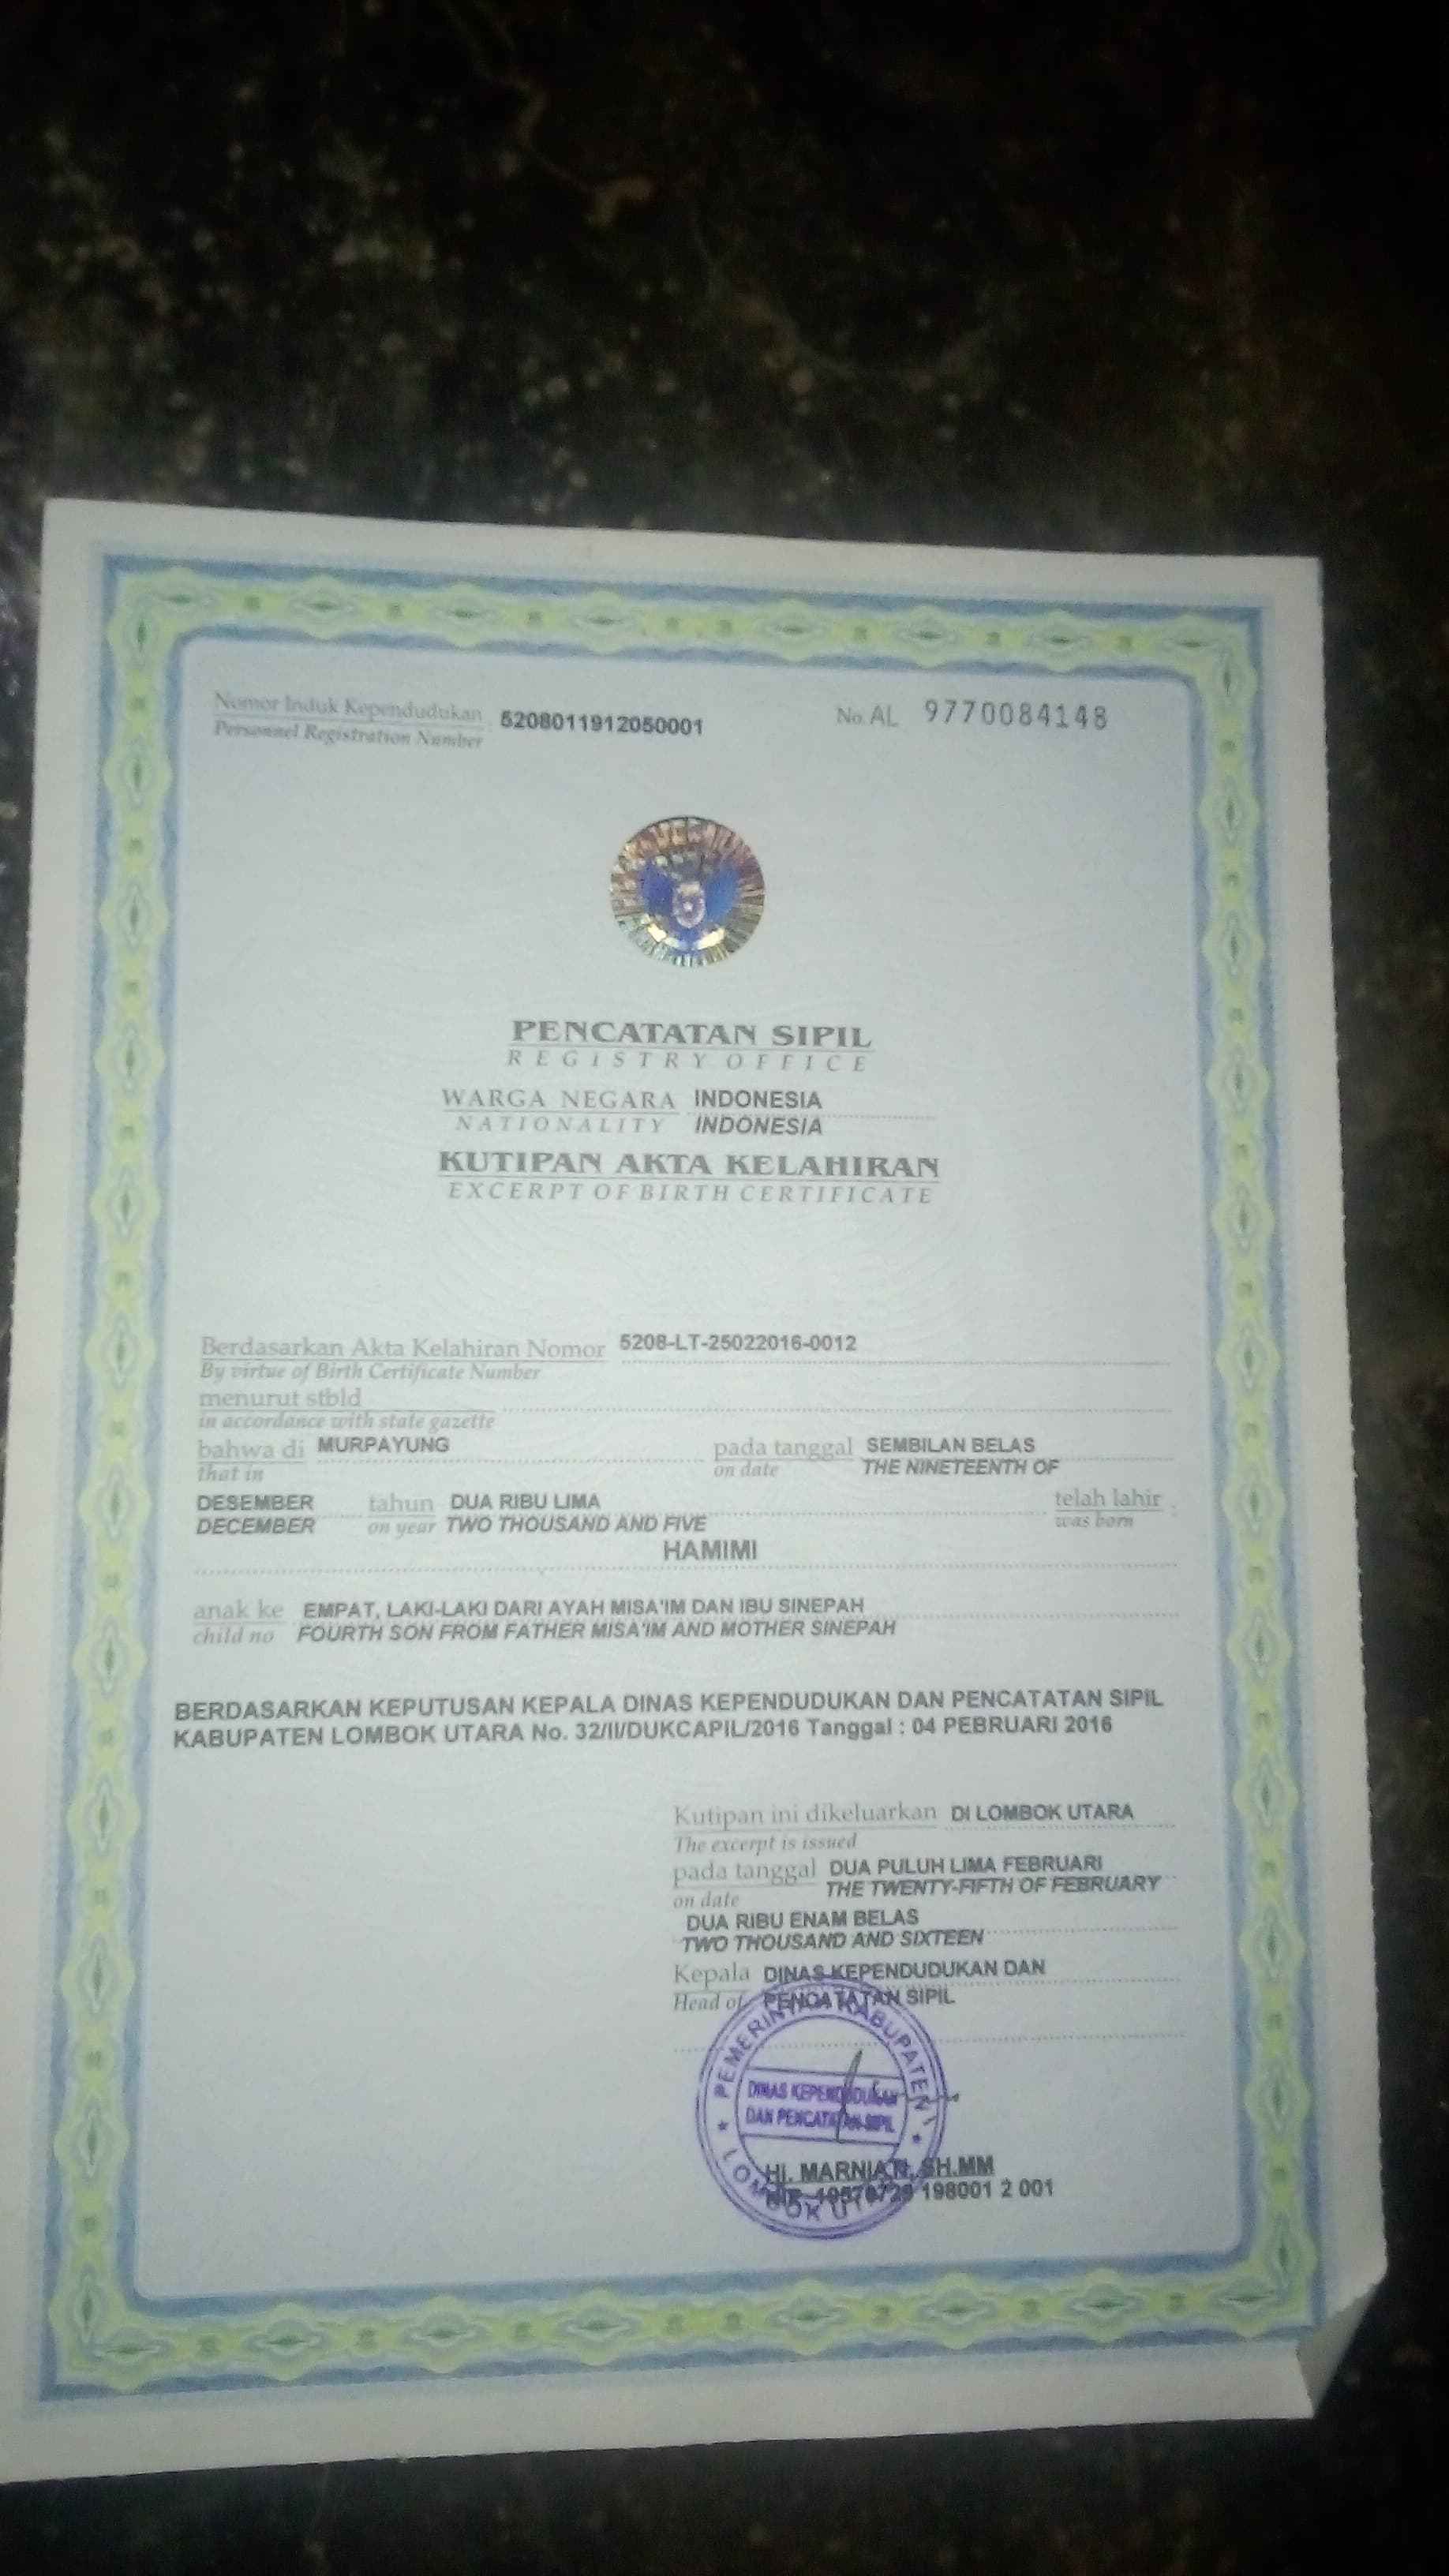 Nomor Induk Kependudukan 5208011912050001 No. AL 9770084148
Personnel Registration Number
PENCATATAN SIPIL
REGISTRY OFFICE
WARGA NEGARA INDONESIA
NATIONALITY INDONESIA
KUTIPAN AKTA KELAHIRAN
EXCERPT OF BIRTH CERTIFICATE
Berdasarkan Akta Kelahiran Nomor 5208-LT-25022016-0012
By virtue of Birth Certificate Number
menurut stbld
in accordance with state gazette
bahwa di MURPAYUNG pada tanggal SEMBILAN BELAS
that in on date THE NINETEENTH OF
DESEMBER tahun DUA RIBU LIMA telah lahir
DECEMBER on year TWO THOUSAND AND FIVE was born
HAMIMI
anak ke EMPAT, LAKI-LAKI DARI AYAH MISA'IM DAN IBU SINEPAH
child no FOURTH SON FROM FATHER MISA'IM AND MOTHER SINEPAH
BERDASARKAN KEPUTUSAN KEPALA DINAS KEPENDUDUKAN DAN PENCATATAN SIPIL
KABUPATEN LOMBOK UTARA No. 32/II/DUKCAPIL/2016 Tanggal : 04 PEBRUARI 2016
Kutipan ini dikeluarkan DI LOMBOK UTARA
The excerpt is issued
pada tanggal DUA PULUH LIMA FEBRUARI
on date THE TWENTY-FIFTH OF FEBRUARY
DUA RIBU ENAM BELAS
TWO THOUSAND AND SIXTEEN
Kepala DINAS KEPENDUDUKAN DAN
Head of PENCATATAN SIPIL
PEMERINTAH KABUPATEN
DINAS KEPENDUDUKAN
DAN PENCATATAN SIPIL
LOMBOK UTARA
Hj. MARNIATI, SH.MM
198001 2 001